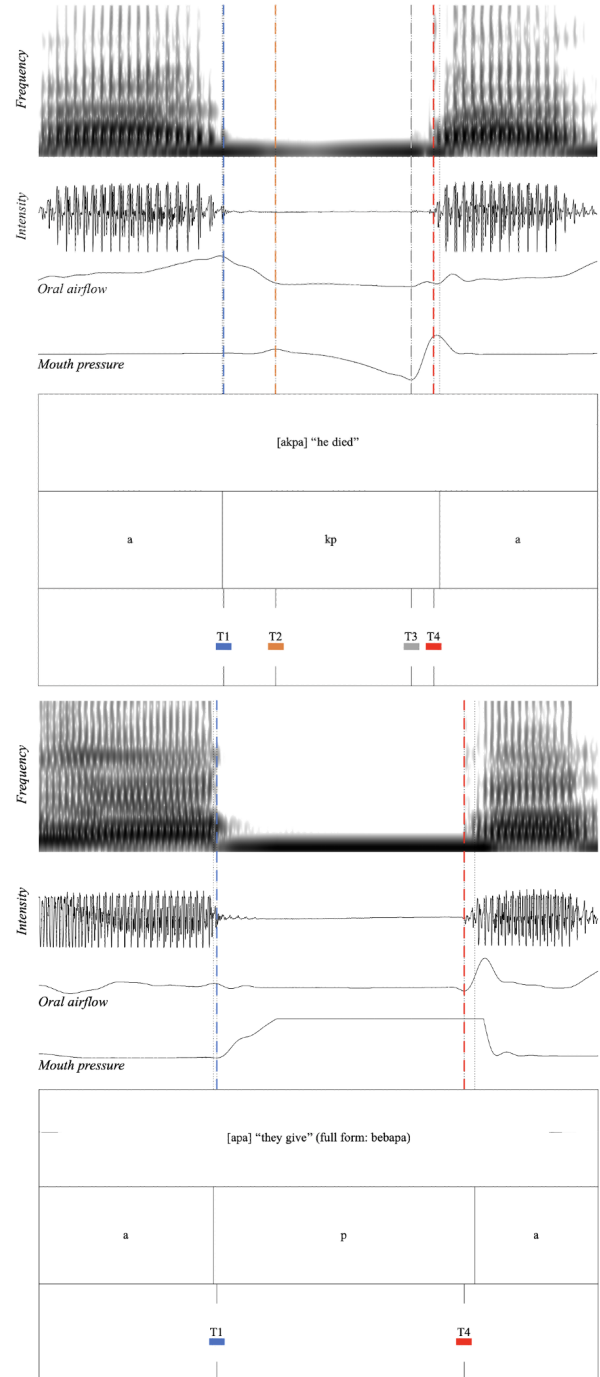 Frequency
Intensity
Oral airflow
Mouth pressure
[akpa] “he died”
a kp a
T1 T2 T3 T4
Frequency
Intensity
Oral airflow
Mouth pressure
[apa] “they give” (full form: bebapa)
a p a
T1 T4